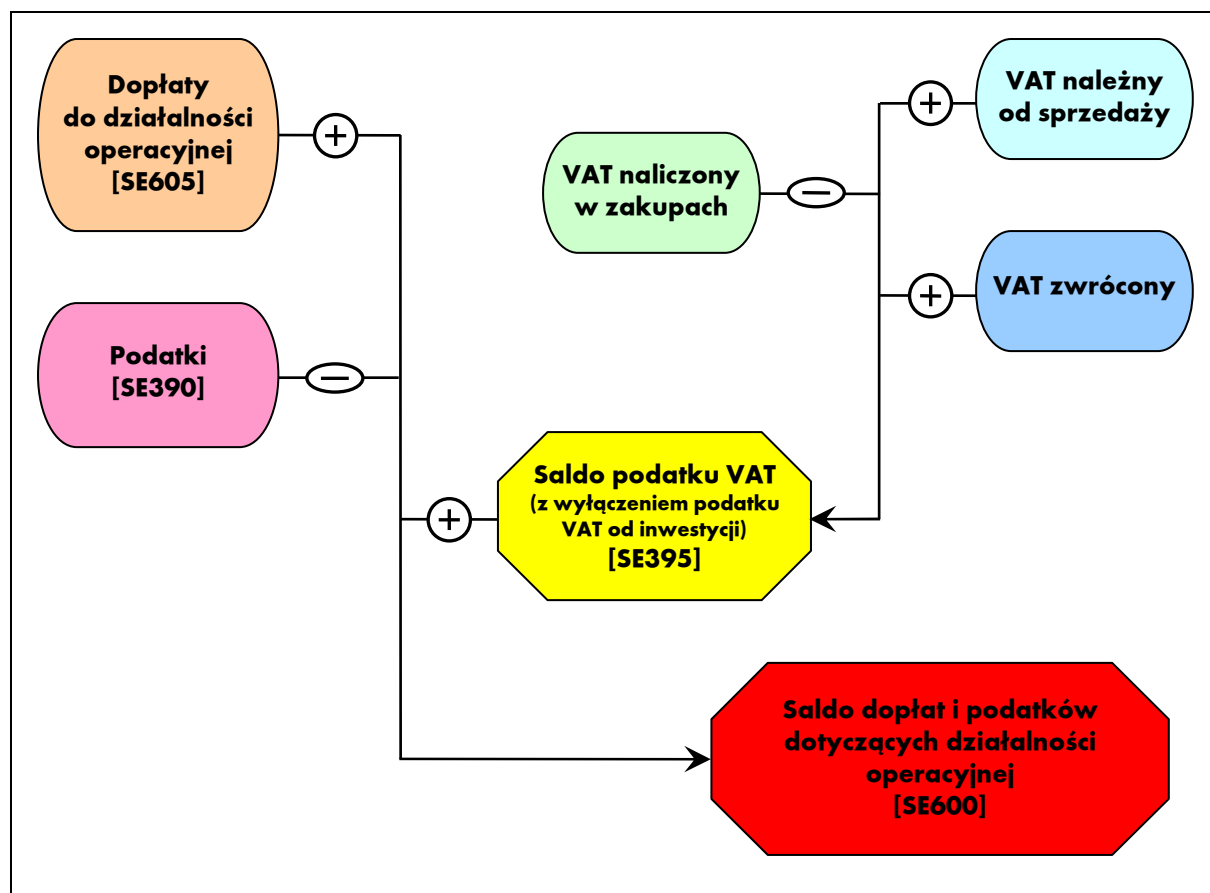 Dopłaty
do działalności
operacyjnej
[SE605]
+
VAT należny
od sprzedaży
+
VAT naliczony
w zakupach
−
VAT zwrócony
+
Podatki
[SE390]
−
Saldo podatku VAT
(z wyłączeniem podatku
VAT od inwestycji)
[SE395]
+
Saldo dopłat i podatków
dotyczących działalności
operacyjnej
[SE600]